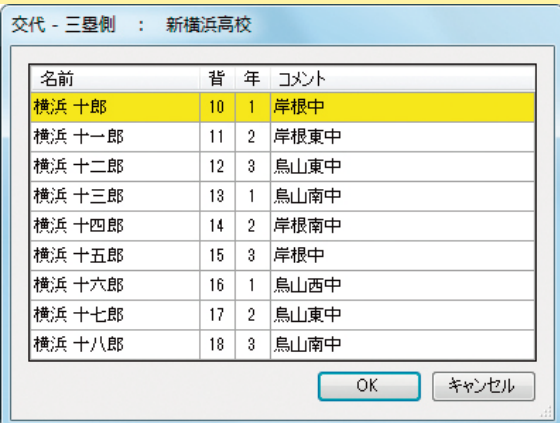 交代 - 三塁側 : 新横浜高校
名前 背 年 コメント
横浜 十郎 10 1 岸根中
横浜 十一郎 11 2 岸根東中
横浜 十二郎 12 3 鳥山東中
横浜 十三郎 13 1 鳥山南中
横浜 十四郎 14 2 岸根南中
横浜 十五郎 15 3 岸根中
横浜 十六郎 16 1 鳥山西中
横浜 十七郎 17 2 鳥山東中
横浜 十八郎 18 3 鳥山南中
OK キャンセル